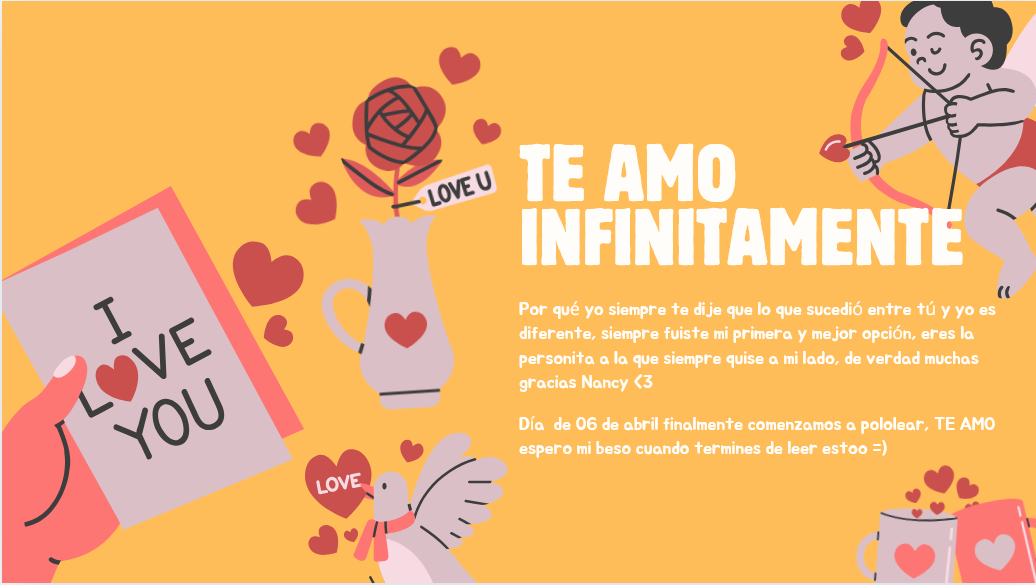 TE AMO
INFINITAMENTE
Por qué yo siempre te dije que lo que sucedió entre tú y yo es
diferente, siempre fuiste mi primera y mejor opción, eres la
personita a la que siempre quise a mi lado, de verdad muchas
gracias Nancy <3
Día  de 06 de abril finalmente comenzamos a pololear, TE AMO
espero mi beso cuando termines de leer estoo =)
LOVE U
I
LOVE
YOU
LOVE